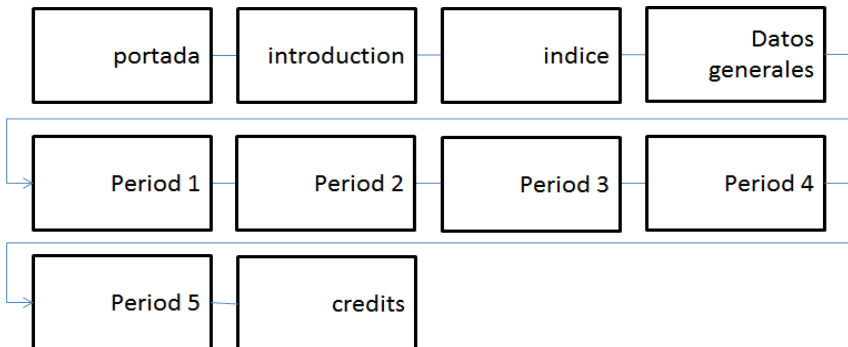 portada
introduction
indice
Datos
generales
Period 1
Period 2
Period 3
Period 4
Period 5
credits